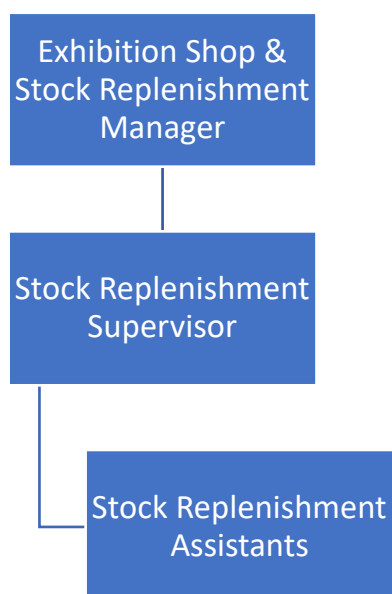 Exhibition Shop &
Stock Replenishment
Manager
Stock Replenishment
Supervisor
Stock Replenishment
Assistants